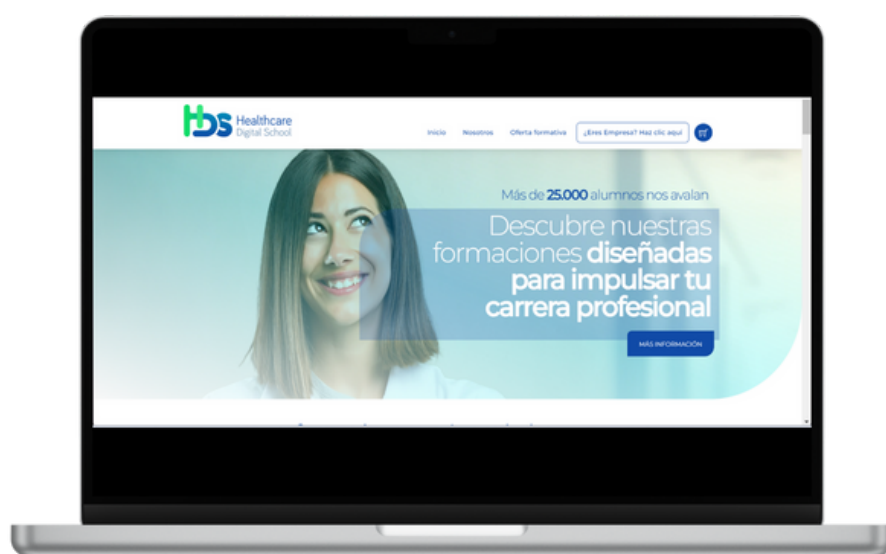 HDS Healthcare
Digital School
Inicio Nosotros Oferta formativa ¿Eres Empresa? Haz clic aquí
Más de 25.000 alumnos nos avalan
Descubre nuestras
formaciones diseñadas
para impulsar tu
carrera profesional
MÁS INFORMACIÓN